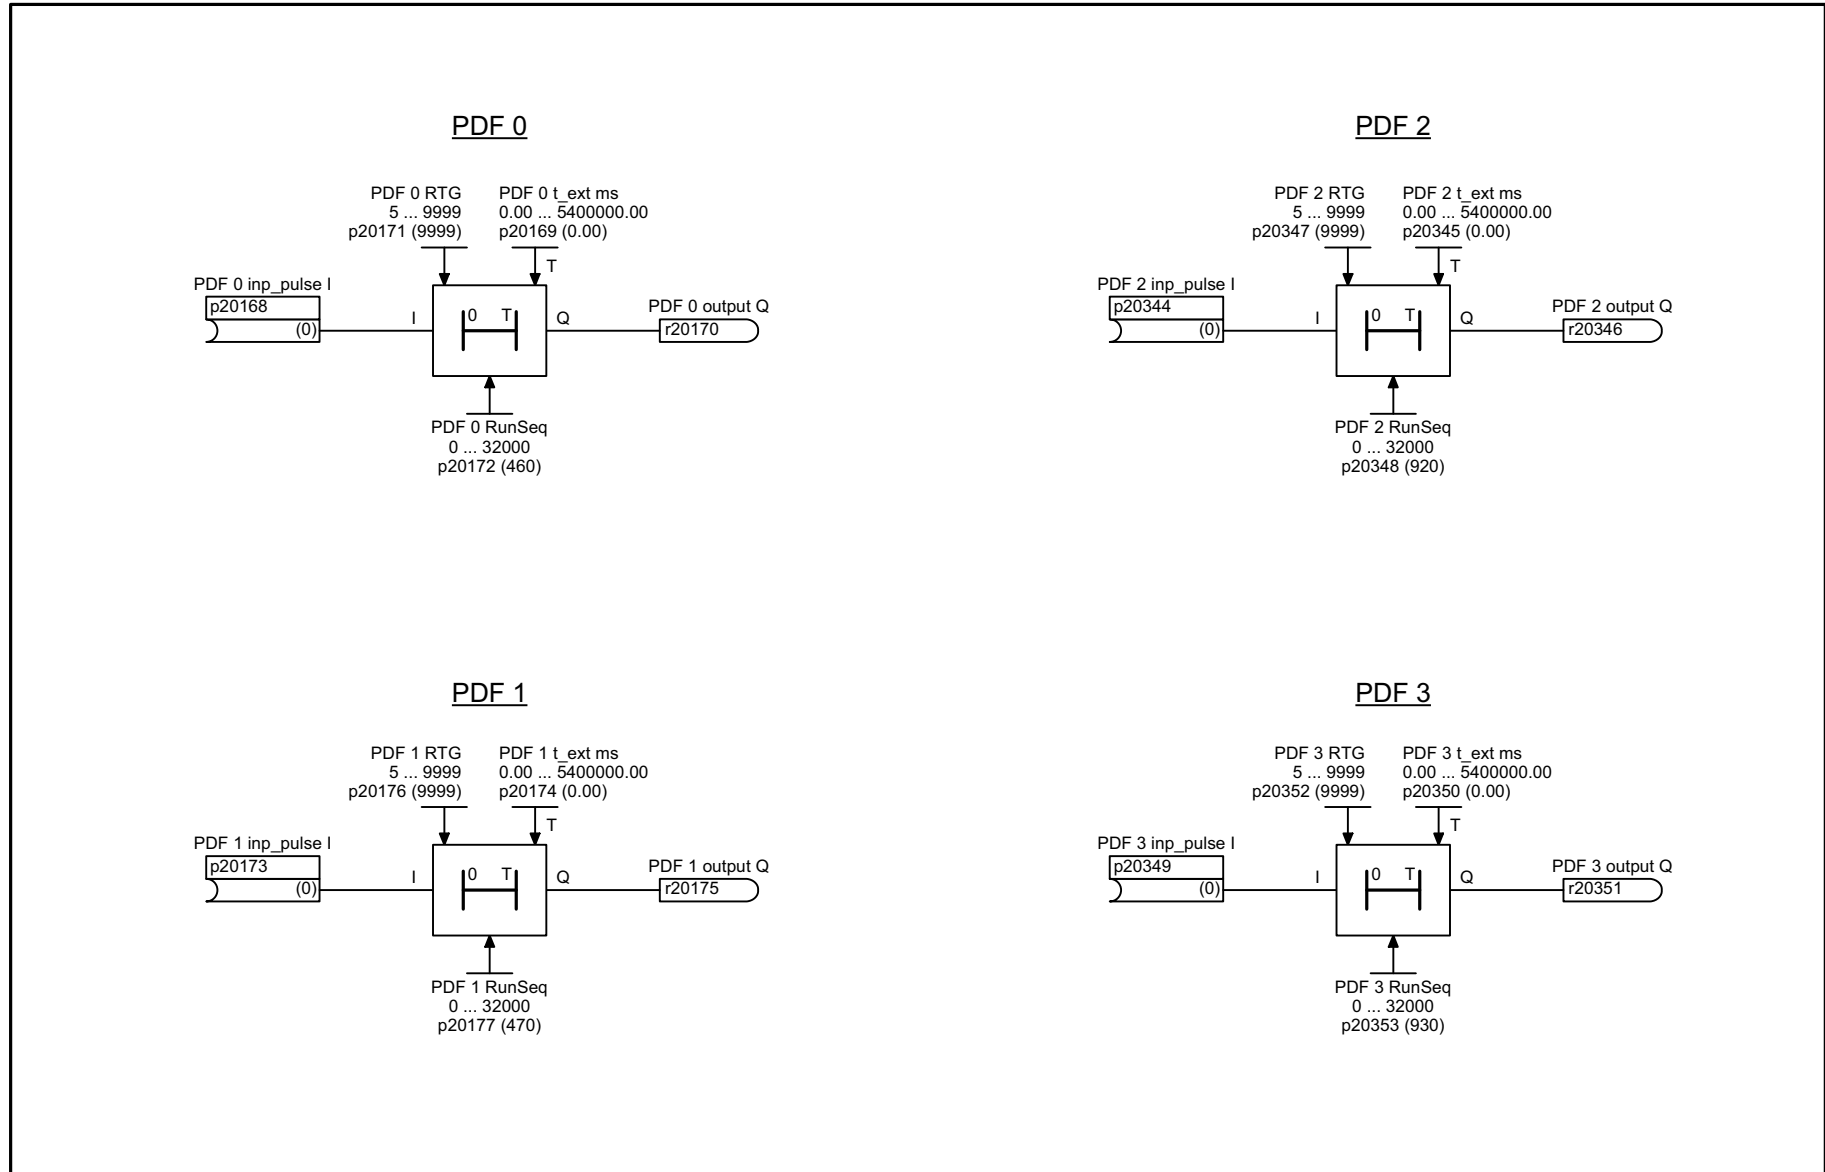 PDF 0
PDF 0 RTG
5 ... 9999
p20171 (9999)
PDF 0 t_ext ms
0.00 ... 5400000.00
p20169 (0.00)
T
PDF 0 inp_pulse I
p20168
(0)
I
0 T
Q
PDF 0 output Q
r20170
PDF 0 RunSeq
0 ... 32000
p20172 (460)
PDF 2
PDF 2 RTG
5 ... 9999
p20347 (9999)
PDF 2 t_ext ms
0.00 ... 5400000.00
p20345 (0.00)
T
PDF 2 inp_pulse I
p20344
(0)
I
0 T
Q
PDF 2 output Q
r20346
PDF 2 RunSeq
0 ... 32000
p20348 (920)
PDF 1
PDF 1 RTG
5 ... 9999
p20176 (9999)
PDF 1 t_ext ms
0.00 ... 5400000.00
p20174 (0.00)
T
PDF 1 inp_pulse I
p20173
(0)
I
0 T
Q
PDF 1 output Q
r20175
PDF 1 RunSeq
0 ... 32000
p20177 (470)
PDF 3
PDF 3 RTG
5 ... 9999
p20352 (9999)
PDF 3 t_ext ms
0.00 ... 5400000.00
p20350 (0.00)
T
PDF 3 inp_pulse I
p20349
(0)
I
0 T
Q
PDF 3 output Q
r20351
PDF 3 RunSeq
0 ... 32000
p20353 (930)